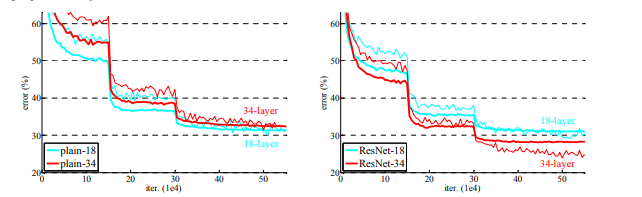 60
50
40
30
20
0
10
20
30
40
50
error (%)
iter. (1e4)
34-layer
18-layer
plain-18
plain-34
60
50
40
30
20
0
10
20
30
40
50
error (%)
iter. (1e4)
18-layer
34-layer
ResNet-18
ResNet-34